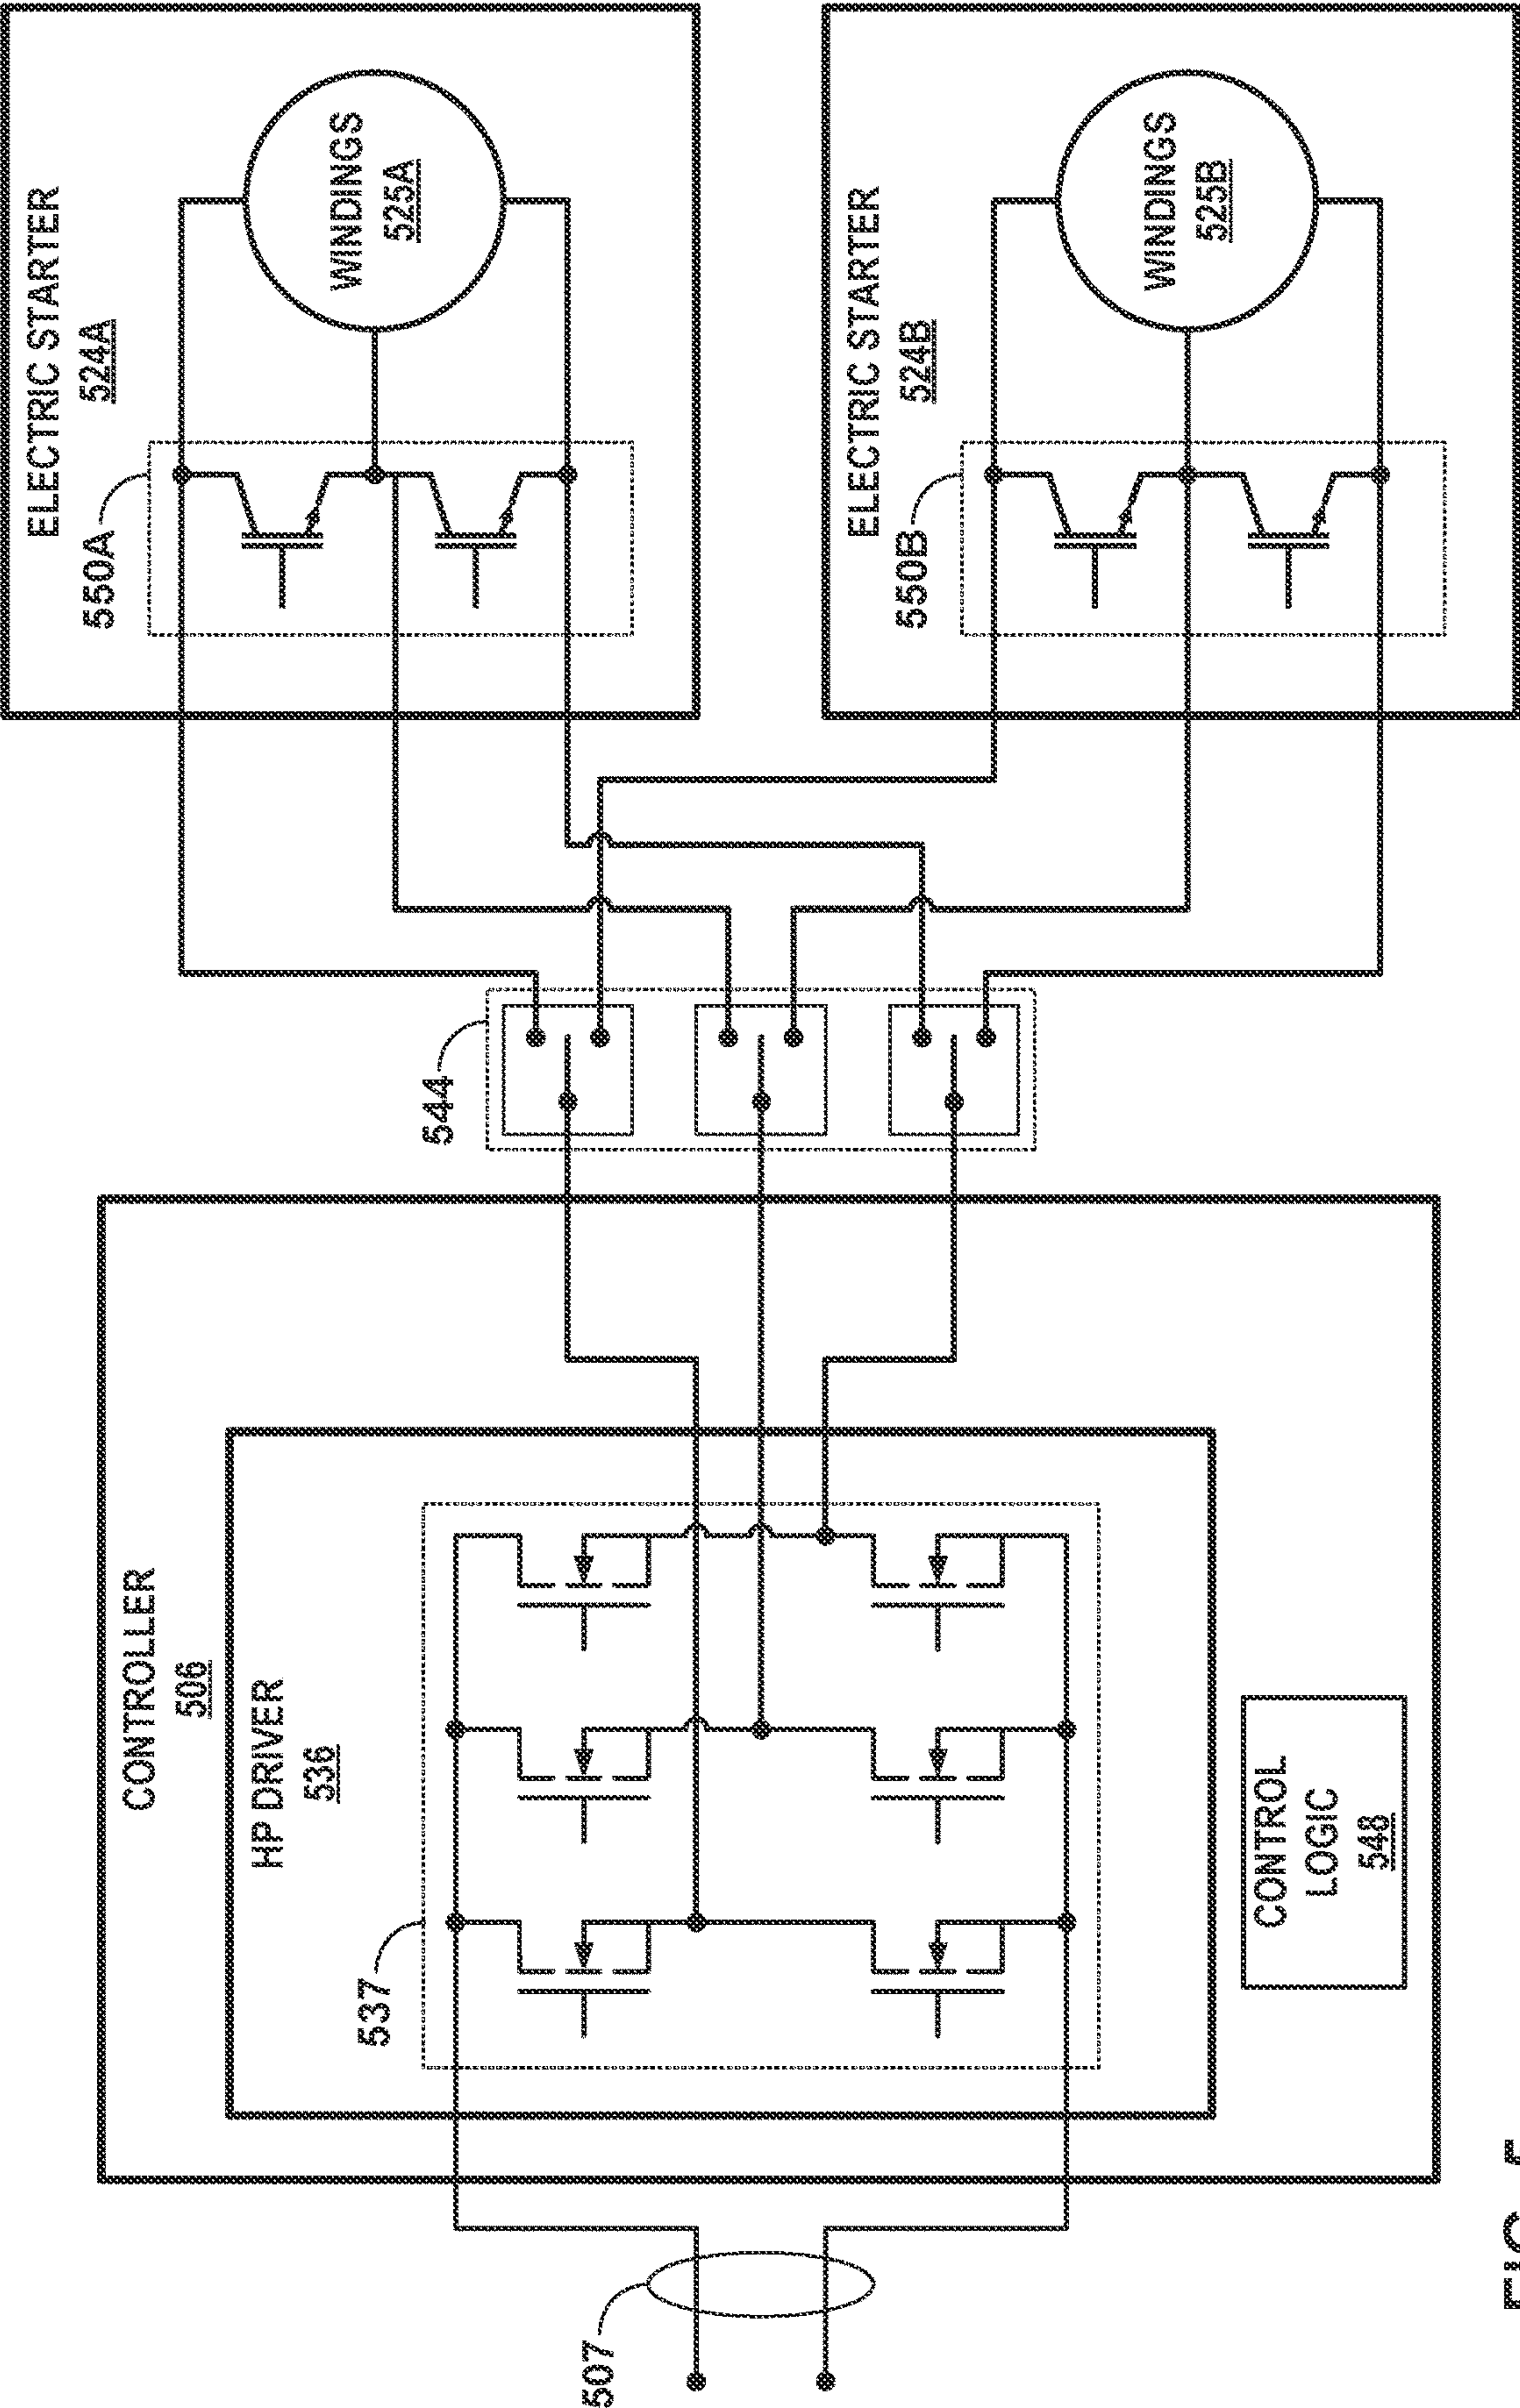 ELECTRIC STARTER
524A
WINDINGS
525A
550A
ELECTRIC STARTER
524B
WINDINGS
525B
550B
544
CONTROLLER
506
HP DRIVER
536
537
CONTROL
LOGIC
548
507